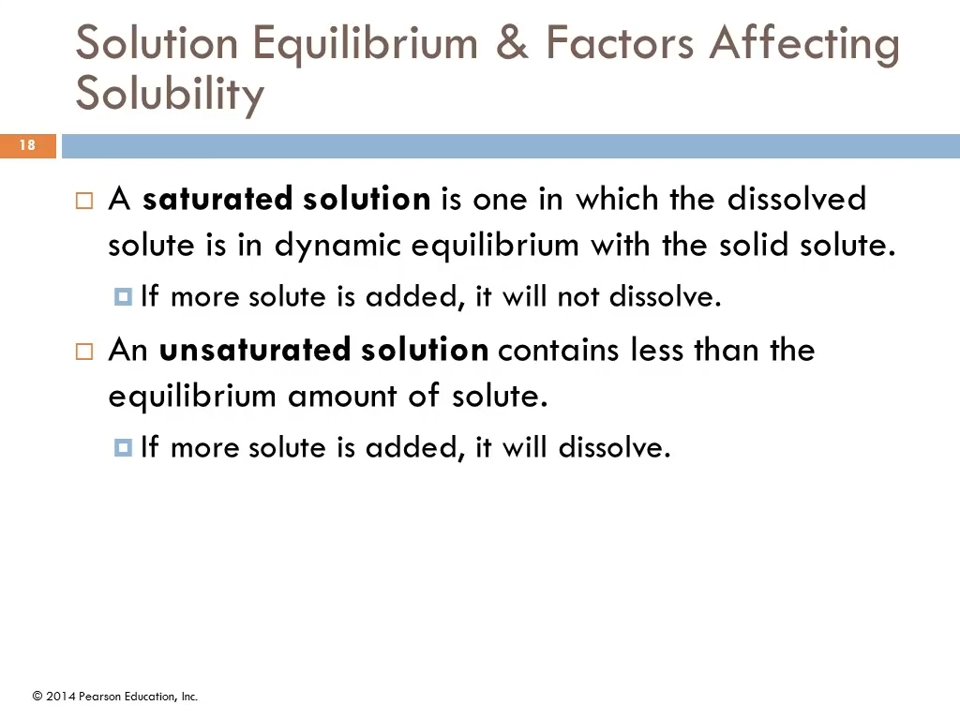 Solution Equilibrium & Factors Affecting
Solubility
18
A saturated solution is one in which the dissolved
solute is in dynamic equilibrium with the solid solute.
If more solute is added, it will not dissolve.
An unsaturated solution contains less than the
equilibrium amount of solute.
If more solute is added, it will dissolve.
© 2014 Pearson Education, Inc.